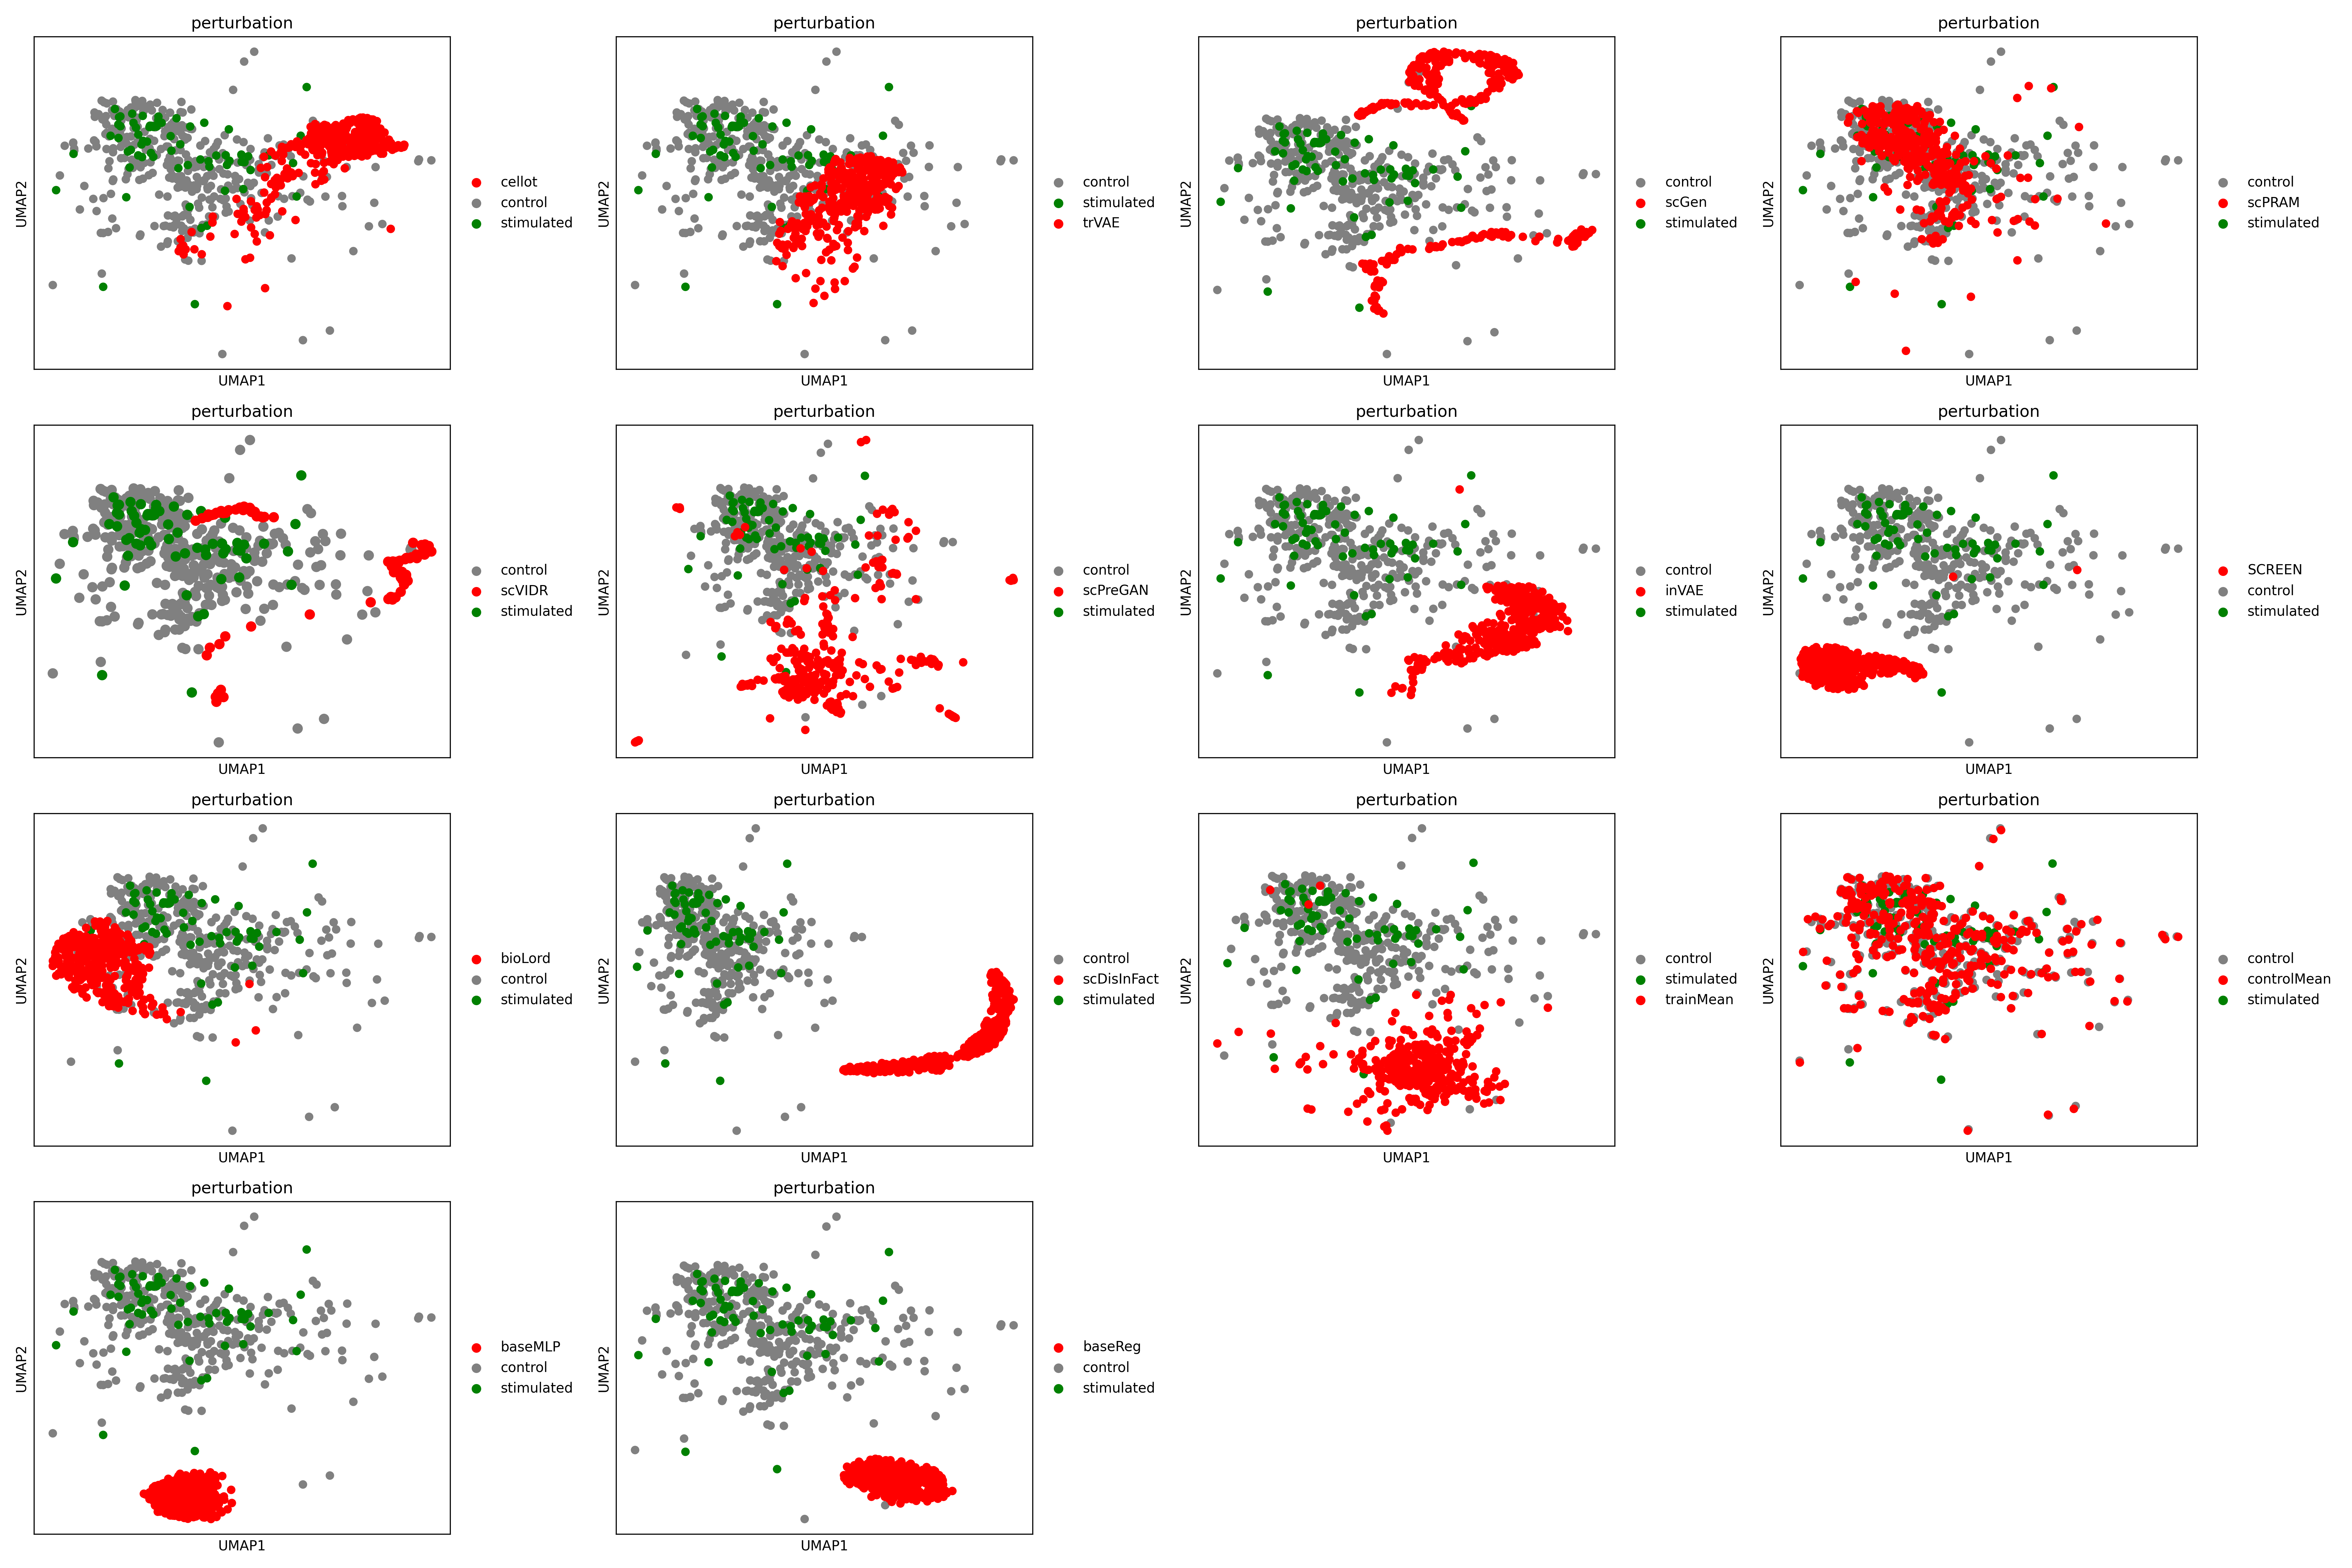 perturbation
UMAP2
UMAP1
cellot
control
stimulated
perturbation
UMAP2
UMAP1
control
stimulated
trVAE
perturbation
UMAP2
UMAP1
control
scGen
stimulated
perturbation
UMAP2
UMAP1
control
scPRAM
stimulated
perturbation
UMAP2
UMAP1
control
scVIDR
stimulated
perturbation
UMAP2
UMAP1
control
scPreGAN
stimulated
perturbation
UMAP2
UMAP1
control
inVAE
stimulated
perturbation
UMAP2
UMAP1
SCREEN
control
stimulated
perturbation
UMAP2
UMAP1
bioLord
control
stimulated
perturbation
UMAP2
UMAP1
control
scDisInFact
stimulated
perturbation
UMAP2
UMAP1
control
stimulated
trainMean
perturbation
UMAP2
UMAP1
control
controlMean
stimulated
perturbation
UMAP2
UMAP1
baseMLP
control
stimulated
perturbation
UMAP2
UMAP1
baseReg
control
stimulated